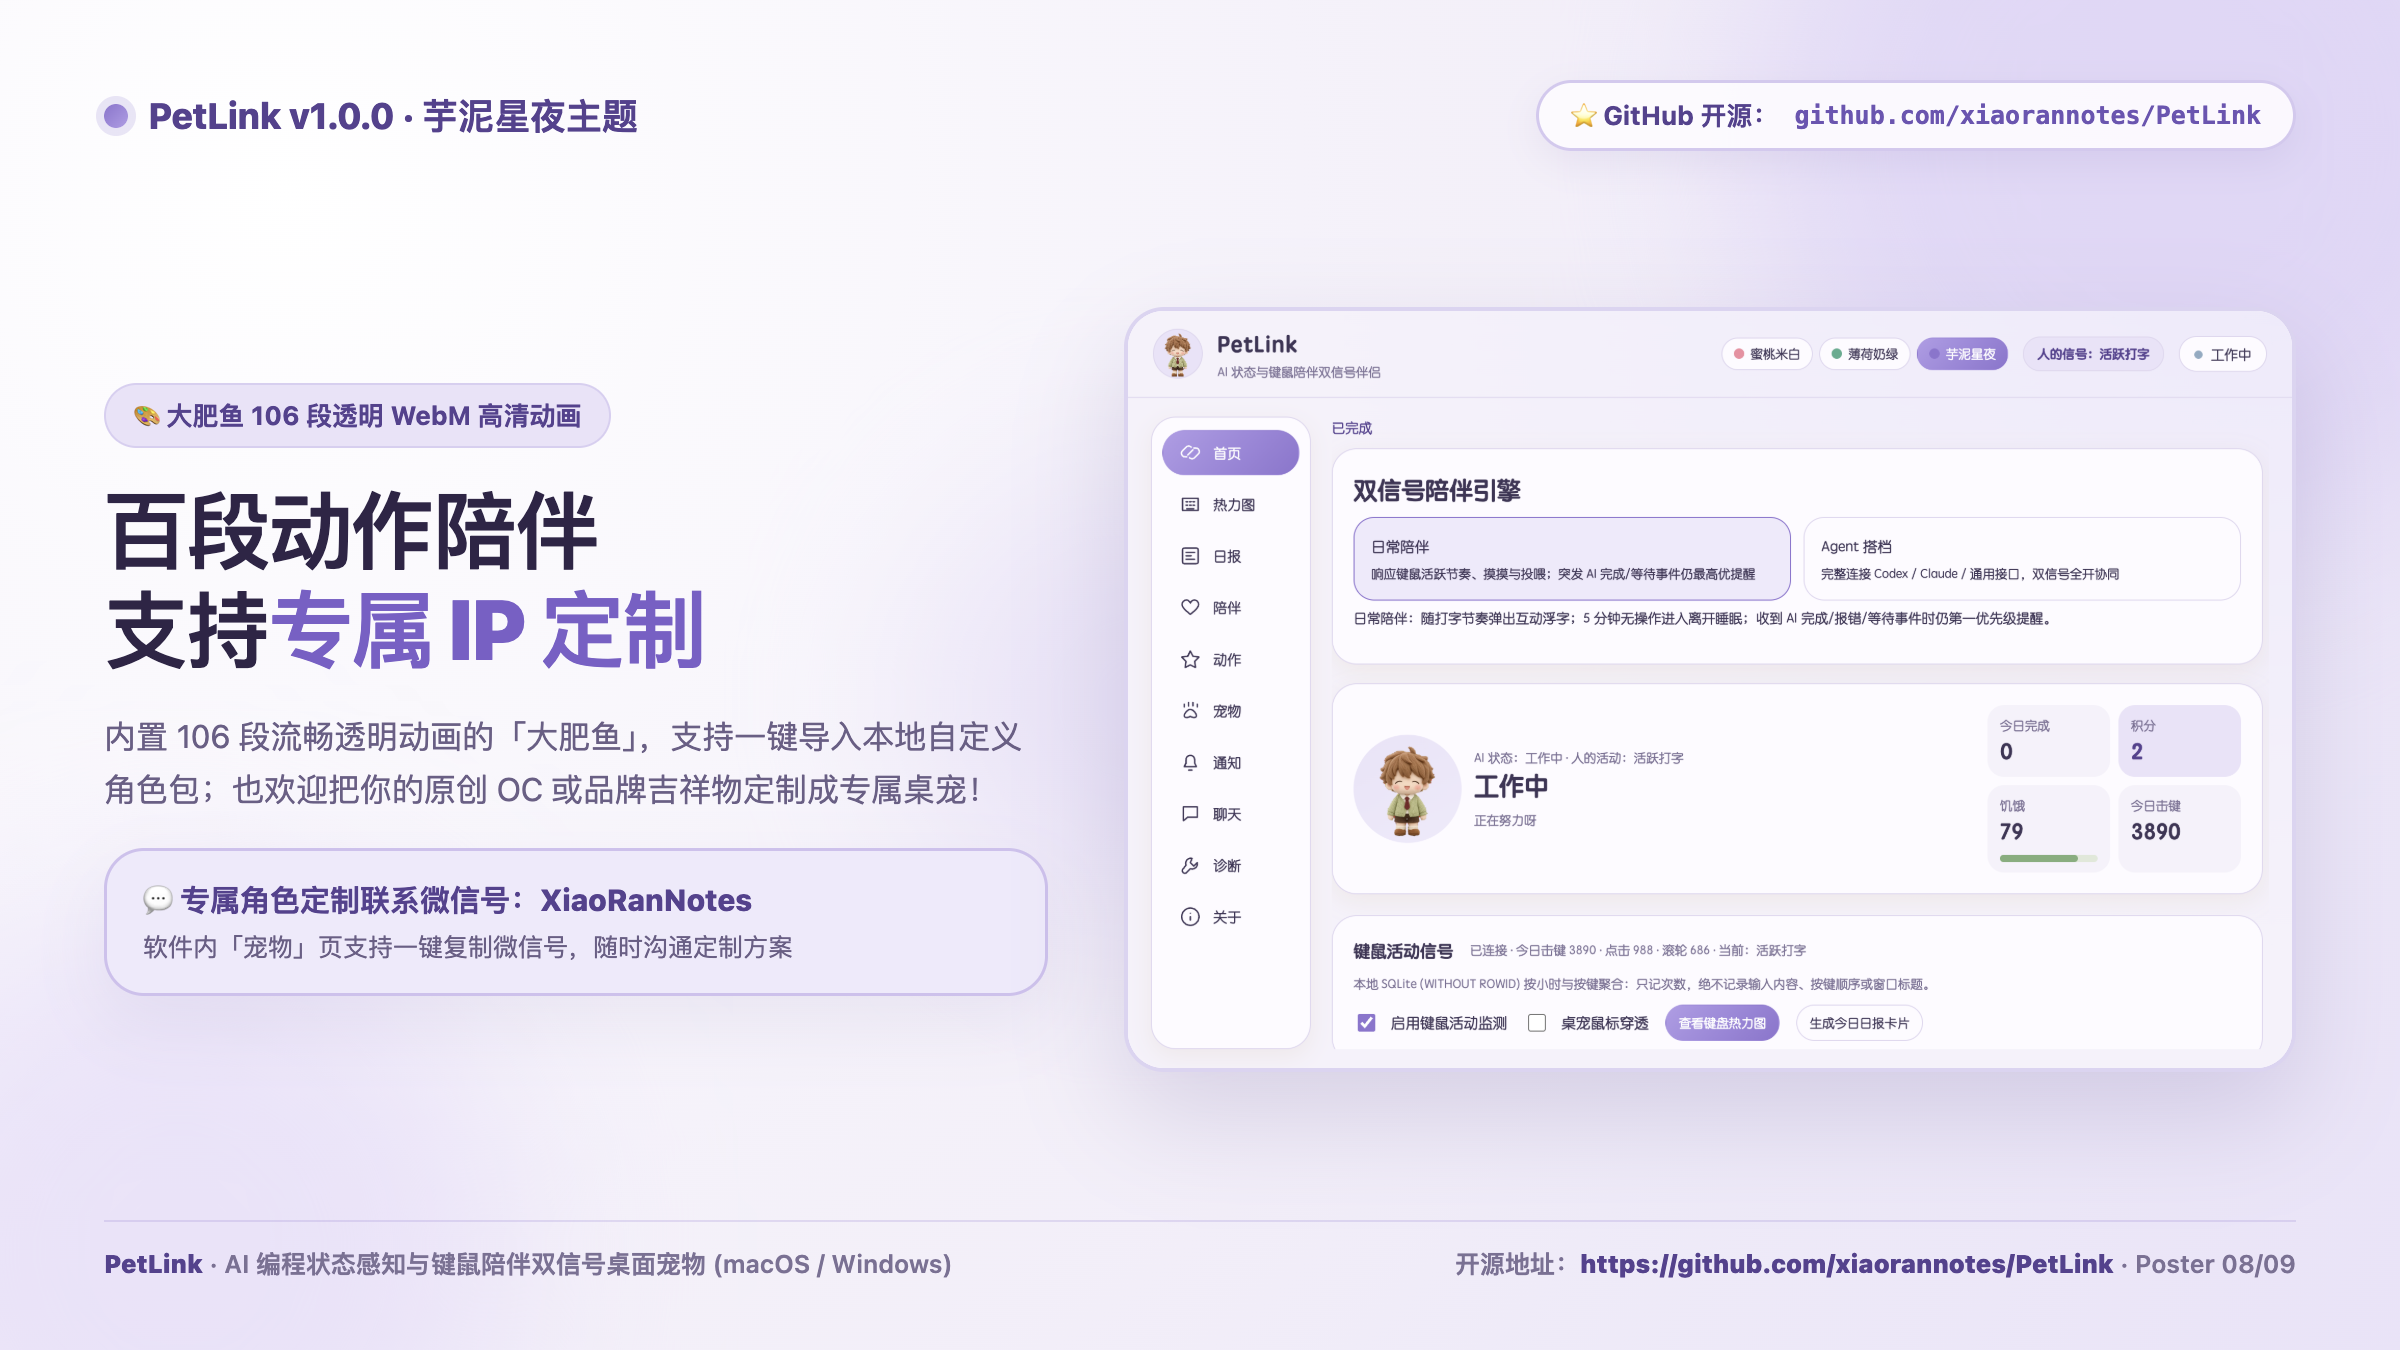 PetLink v1.0.0 · 芋泥星夜主题
⭐ GitHub 开源： github.com/xiaorannotes/PetLink
🎨 大肥鱼 106 段透明 WebM 高清动画
百段动作陪伴
支持专属 IP 定制
内置 106 段流畅透明动画的「大肥鱼」，支持一键导入本地自定义
角色包；也欢迎把你的原创 OC 或品牌吉祥物定制成专属桌宠！
💬 专属角色定制联系微信号：XiaoRanNotes
软件内「宠物」页支持一键复制微信号，随时沟通定制方案
PetLink
AI 状态与键鼠陪伴双信号伴侣
蜜桃米白
薄荷奶绿
芋泥星夜
人的信号：活跃打字
工作中
首页
热力图
日报
陪伴
动作
宠物
通知
聊天
诊断
关于
已完成
双信号陪伴引擎
日常陪伴
响应键鼠活跃节奏、摸摸与投喂；突发 AI 完成/等待事件仍最高优提醒
Agent 搭档
完整连接 Codex / Claude / 通用接口，双信号全开协同
日常陪伴：随打字节奏弹出互动浮字；5 分钟无操作进入离开睡眠；收到 AI 完成/报错/等待事件时仍第一优先级提醒。
AI 状态：工作中 · 人的活动：活跃打字
工作中
正在努力呀
今日完成
0
积分
2
饥饿
79
今日击键
3890
键鼠活动信号 已连接 · 今日击键 3890 · 点击 988 · 滚轮 686 · 当前：活跃打字
本地 SQLite (WITHOUT ROWID) 按小时与按键聚合：只记次数，绝不记录输入内容、按键顺序或窗口标题。
启用键鼠活动监测
桌宠鼠标穿透
查看键盘热力图
生成今日日报卡片
PetLink · AI 编程状态感知与键鼠陪伴双信号桌面宠物 (macOS / Windows)
开源地址：https://github.com/xiaorannotes/PetLink · Poster 08/09